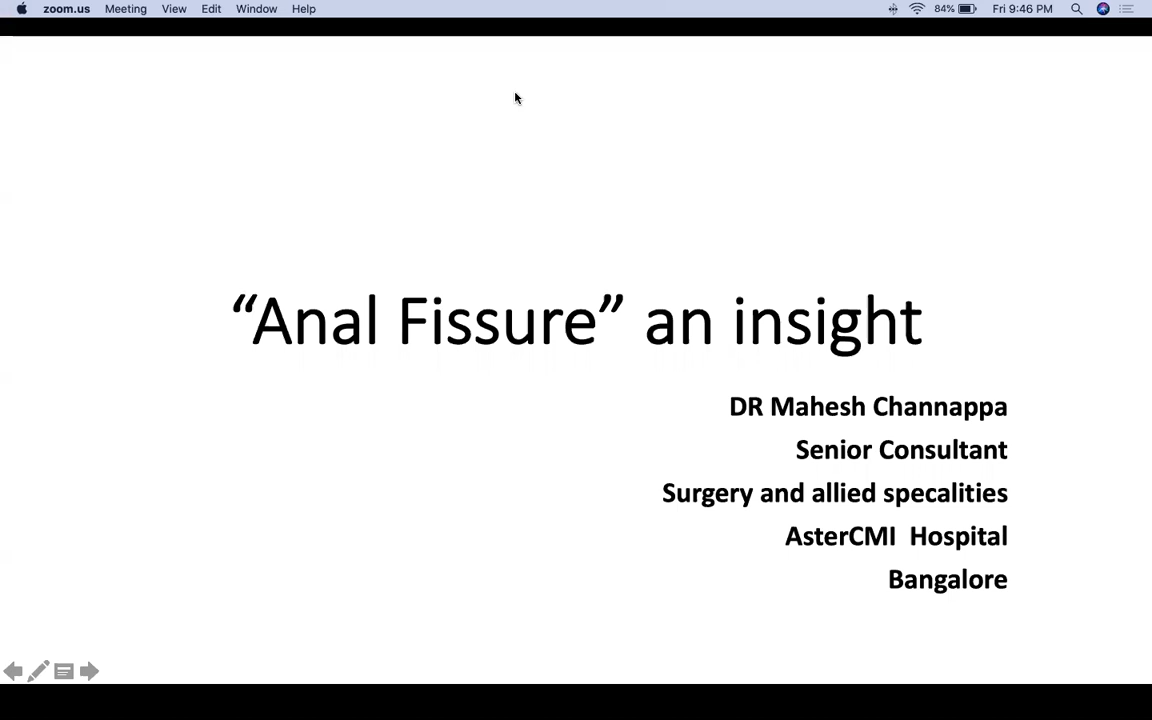 zoom.us Meeting View Edit Window Help 84% Fri 9:46 PM
“Anal Fissure” an insight
DR Mahesh Channappa
Senior Consultant
Surgery and allied specalities
AsterCMI Hospital
Bangalore